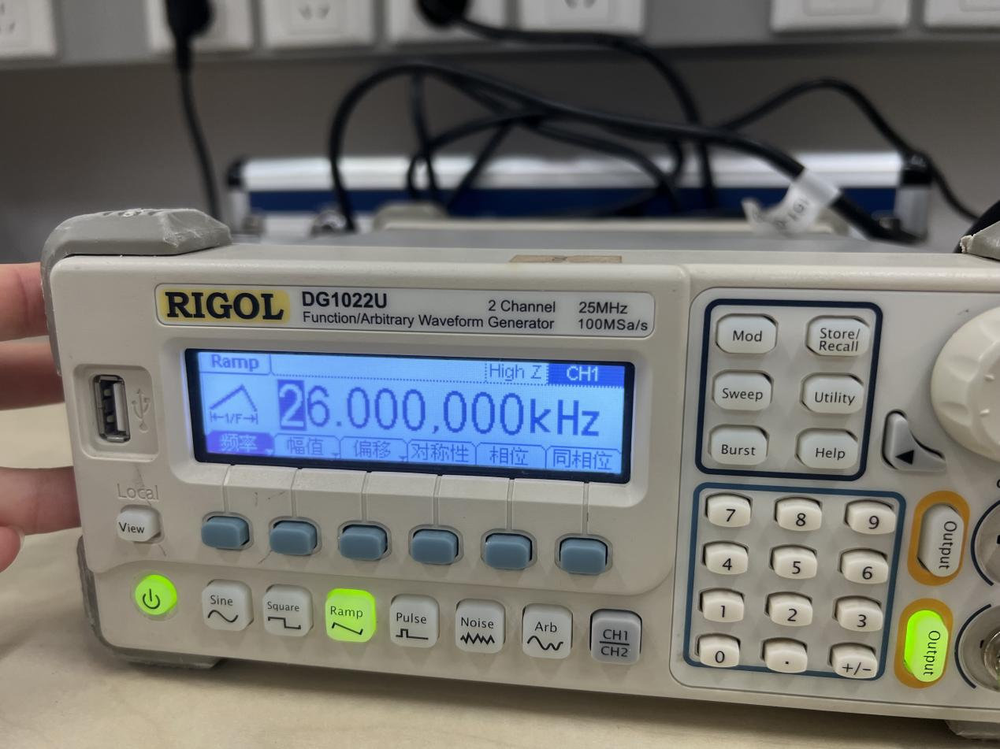 RIGOL
DG1022U
2 Channel
25MHz
Function/Arbitrary Waveform Generator
100MSa/s
Ramp
High Z
CH1
26.000,000kHz
1/F
频率
幅值
偏移
对称性
相位
同相位
Local
View
Sine
Square
Ramp
Pulse
Noise
Arb
CH1
CH2
Mod
Store/
Recall
Sweep
Utility
Burst
Help
7
8
9
4
5
6
1
2
3
0
.
+/-
Output
Output